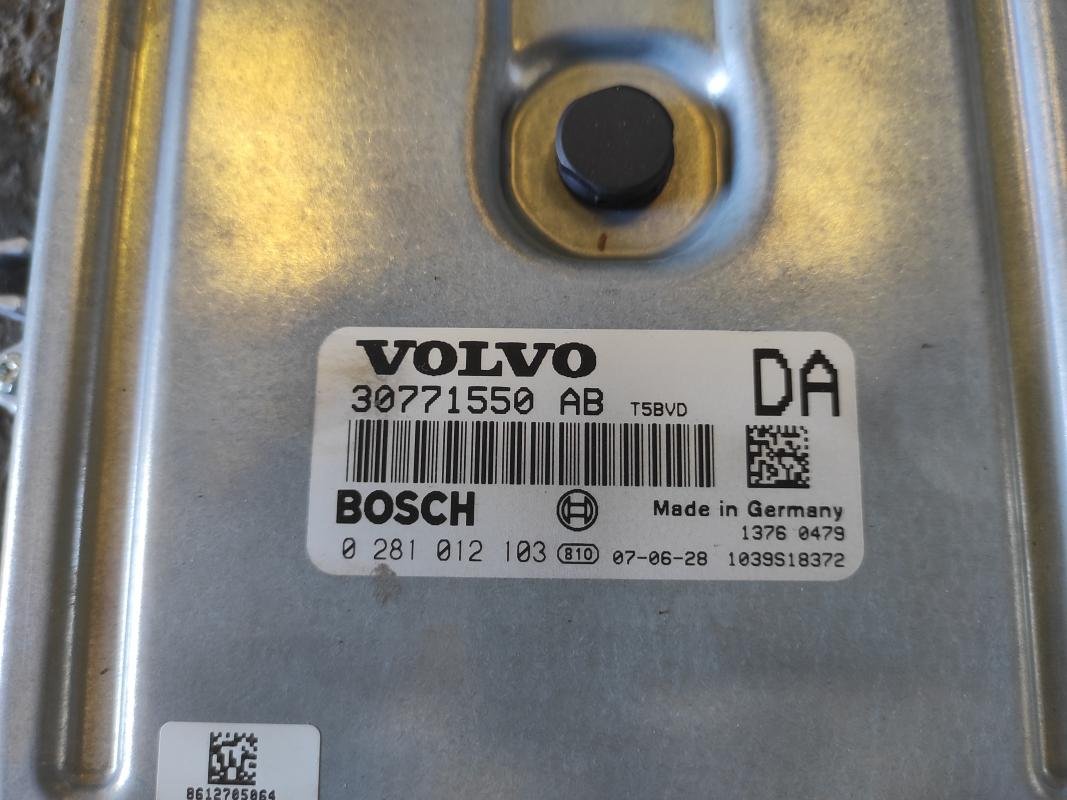 VOLVO
30771550 AB T5BVD
DA
BOSCH
Made in Germany
1376 0479
0 281 012 103 810 07-06-28 1039S18372
8612705064